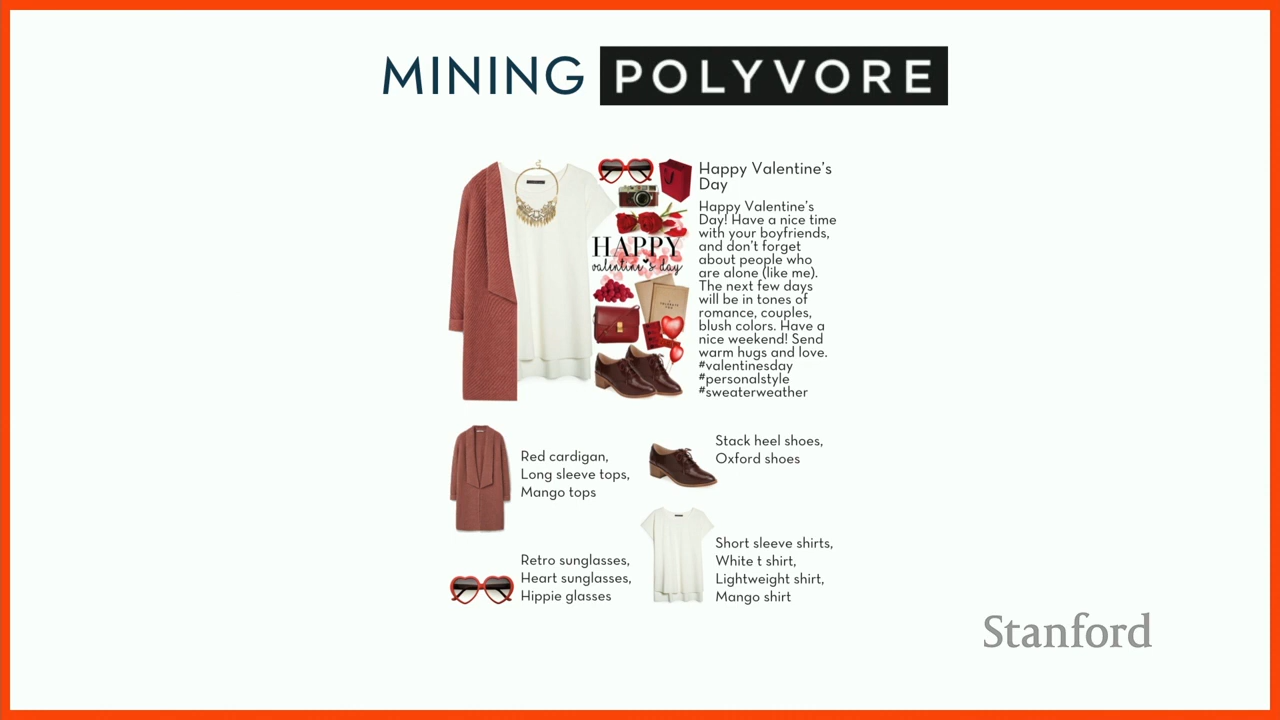 MINING POLYVORE
Happy Valentine's
Day
Happy Valentine's
Day! Have a nice time
with your boyfriends,
and don't forget
about people who
are alone (like me).
The next few days
will be in tones of
romance, couples,
blush colors. Have a
nice weekend! Send
warm hugs and love.
#valentinesday
#personalstyle
#sweaterweather
HAPPY
valentine's day
Red cardigan,
Long sleeve tops,
Mango tops
Stack heel shoes,
Oxford shoes
Retro sunglasses,
Heart sunglasses,
Hippie glasses
Short sleeve shirts,
White t shirt,
Lightweight shirt,
Mango shirt
Stanford